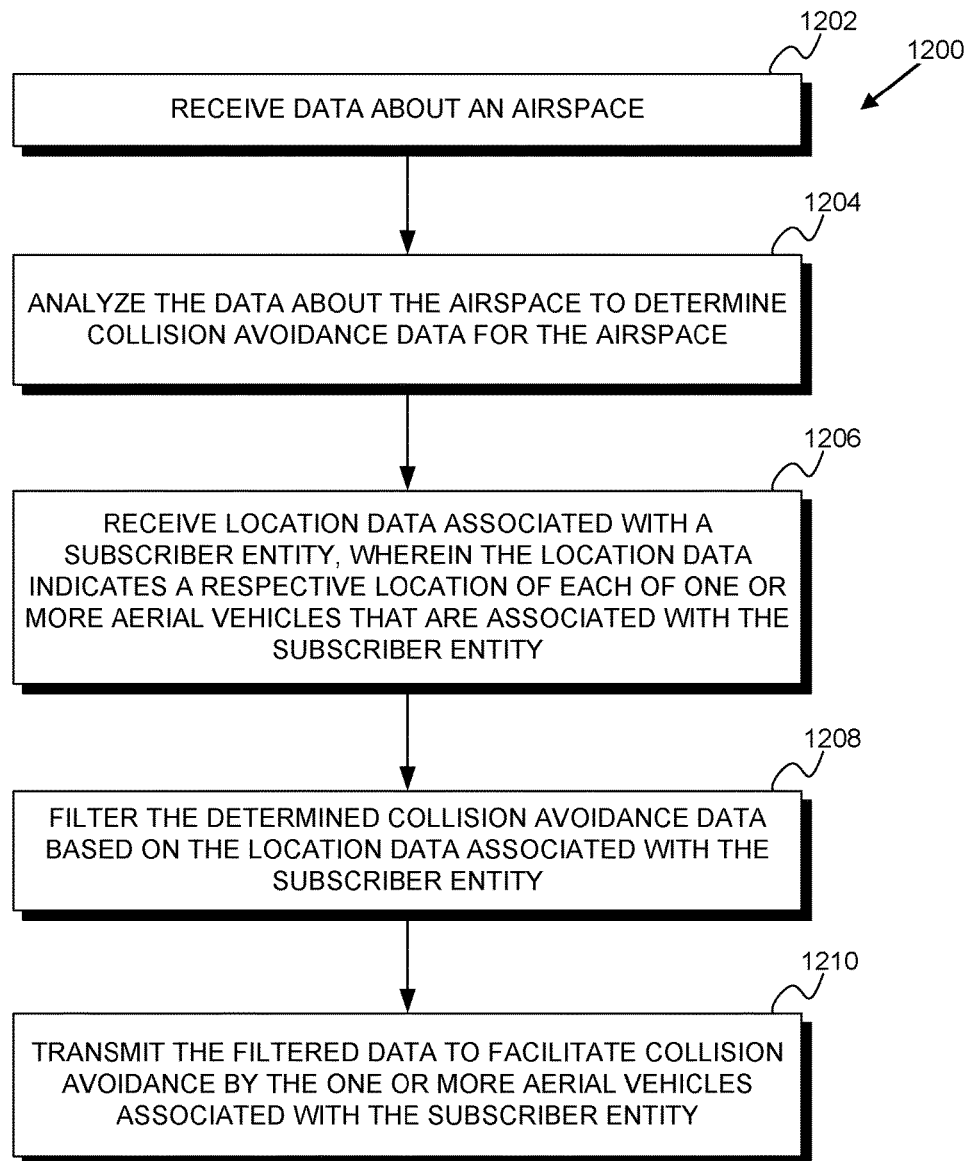 1202
1200
RECEIVE DATA ABOUT AN AIRSPACE
1204
ANALYZE THE DATA ABOUT THE AIRSPACE TO DETERMINE
COLLISION AVOIDANCE DATA FOR THE AIRSPACE
1206
RECEIVE LOCATION DATA ASSOCIATED WITH A
SUBSCRIBER ENTITY, WHEREIN THE LOCATION DATA
INDICATES A RESPECTIVE LOCATION OF EACH OF ONE OR
MORE AERIAL VEHICLES THAT ARE ASSOCIATED WITH THE
SUBSCRIBER ENTITY
1208
FILTER THE DETERMINED COLLISION AVOIDANCE DATA
BASED ON THE LOCATION DATA ASSOCIATED WITH THE
SUBSCRIBER ENTITY
1210
TRANSMIT THE FILTERED DATA TO FACILITATE COLLISION
AVOIDANCE BY THE ONE OR MORE AERIAL VEHICLES
ASSOCIATED WITH THE SUBSCRIBER ENTITY